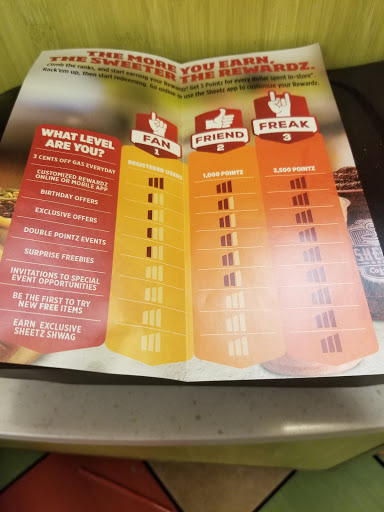 THE MORE YOU EARN,
THE SWEETER THE REWARDZ.
Climb the ranks, and start earning your Rewardz! Get 5 Pointz for every dollar spent in-store*
Rack 'em up, then start redeeming. Go online or use the Sheetz app to customize your Rewardz.
WHAT LEVEL
ARE YOU?
FAN
1
FRIEND
2
FREAK
3
REGISTERED USERS
1,000 POINTZ
2,500 POINTZ
3 CENTS OFF GAS EVERYDAY
CUSTOMIZED REWARDZ
ONLINE OR MOBILE APP
BIRTHDAY OFFERS
EXCLUSIVE OFFERS
DOUBLE POINTZ EVENTS
SURPRISE FREEBIES
INVITATIONS TO SPECIAL
EVENT OPPORTUNITIES
BE THE FIRST TO TRY
NEW FREE ITEMS
EARN EXCLUSIVE
SHEETZ SHWAG